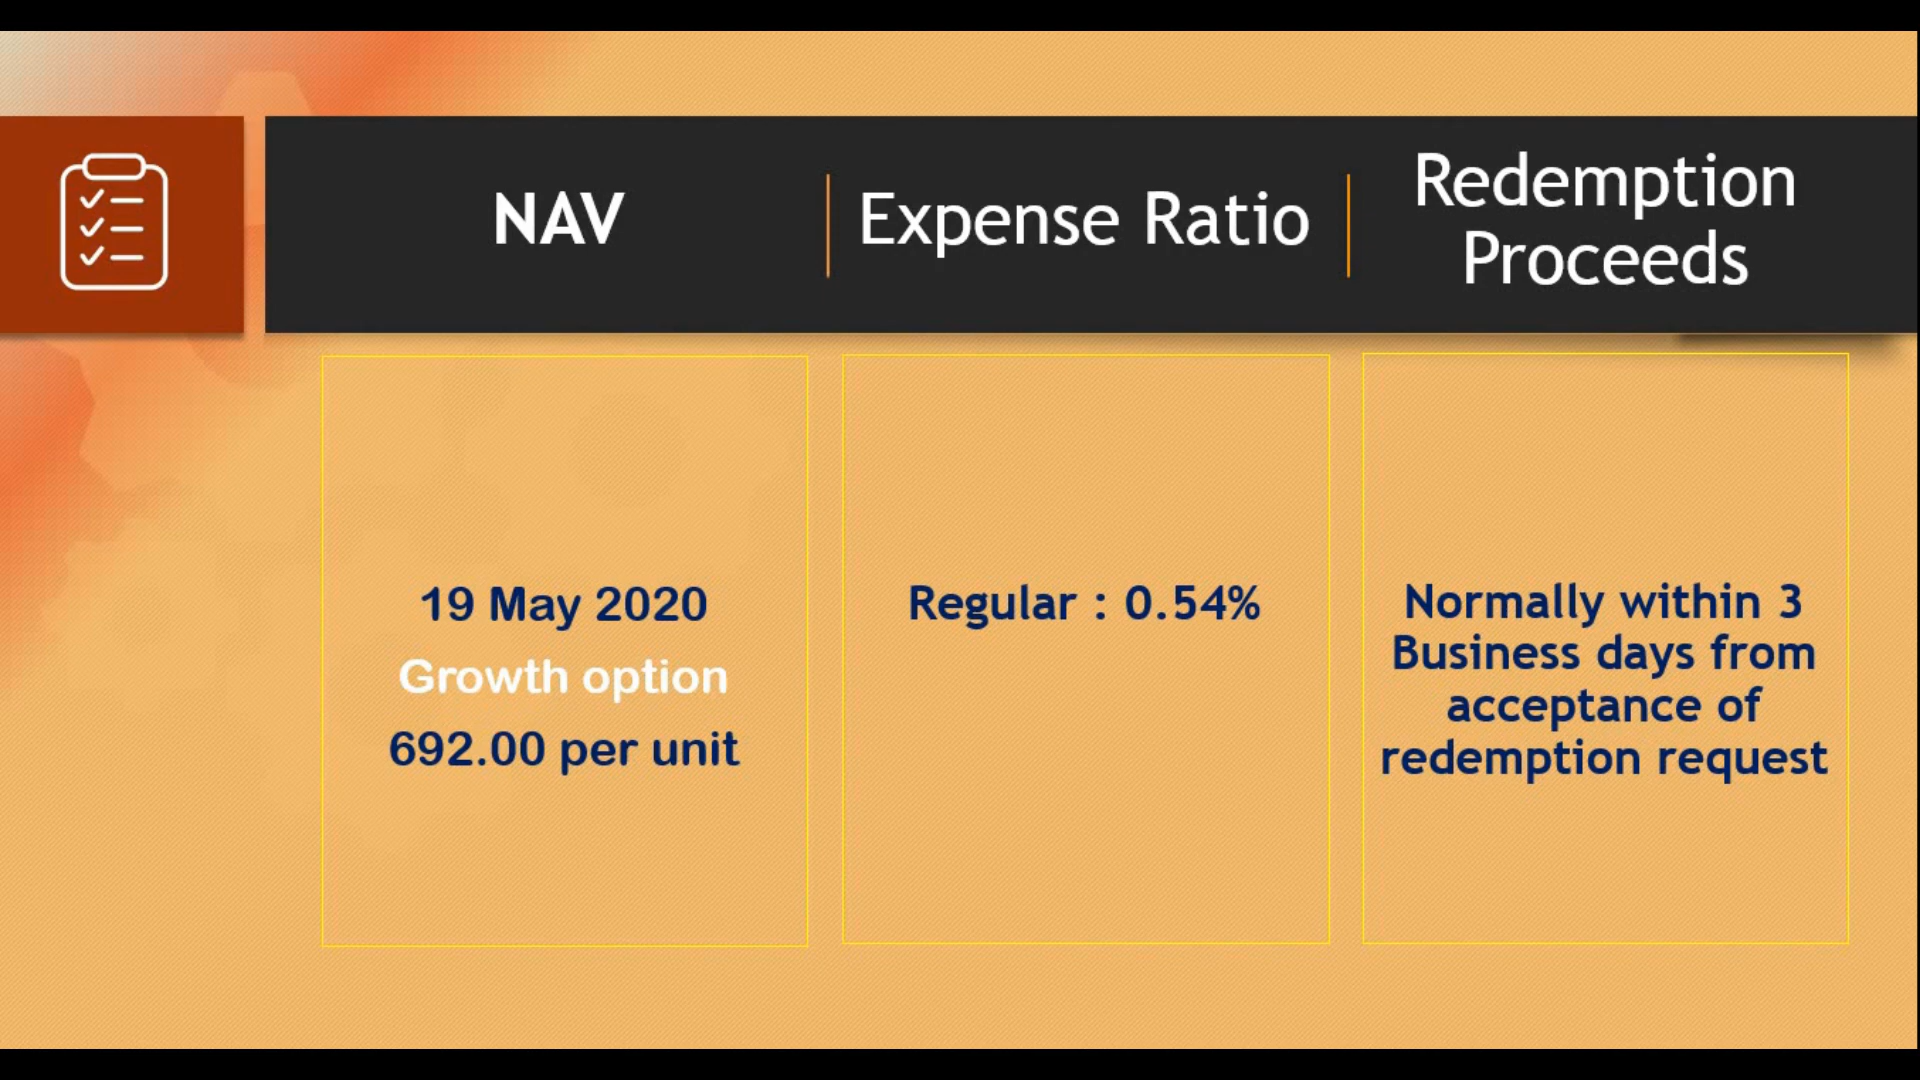 NAV
Expense Ratio
Redemption
Proceeds
19 May 2020
Growth option
692.00 per unit
Regular : 0.54%
Normally within 3
Business days from
acceptance of
redemption request